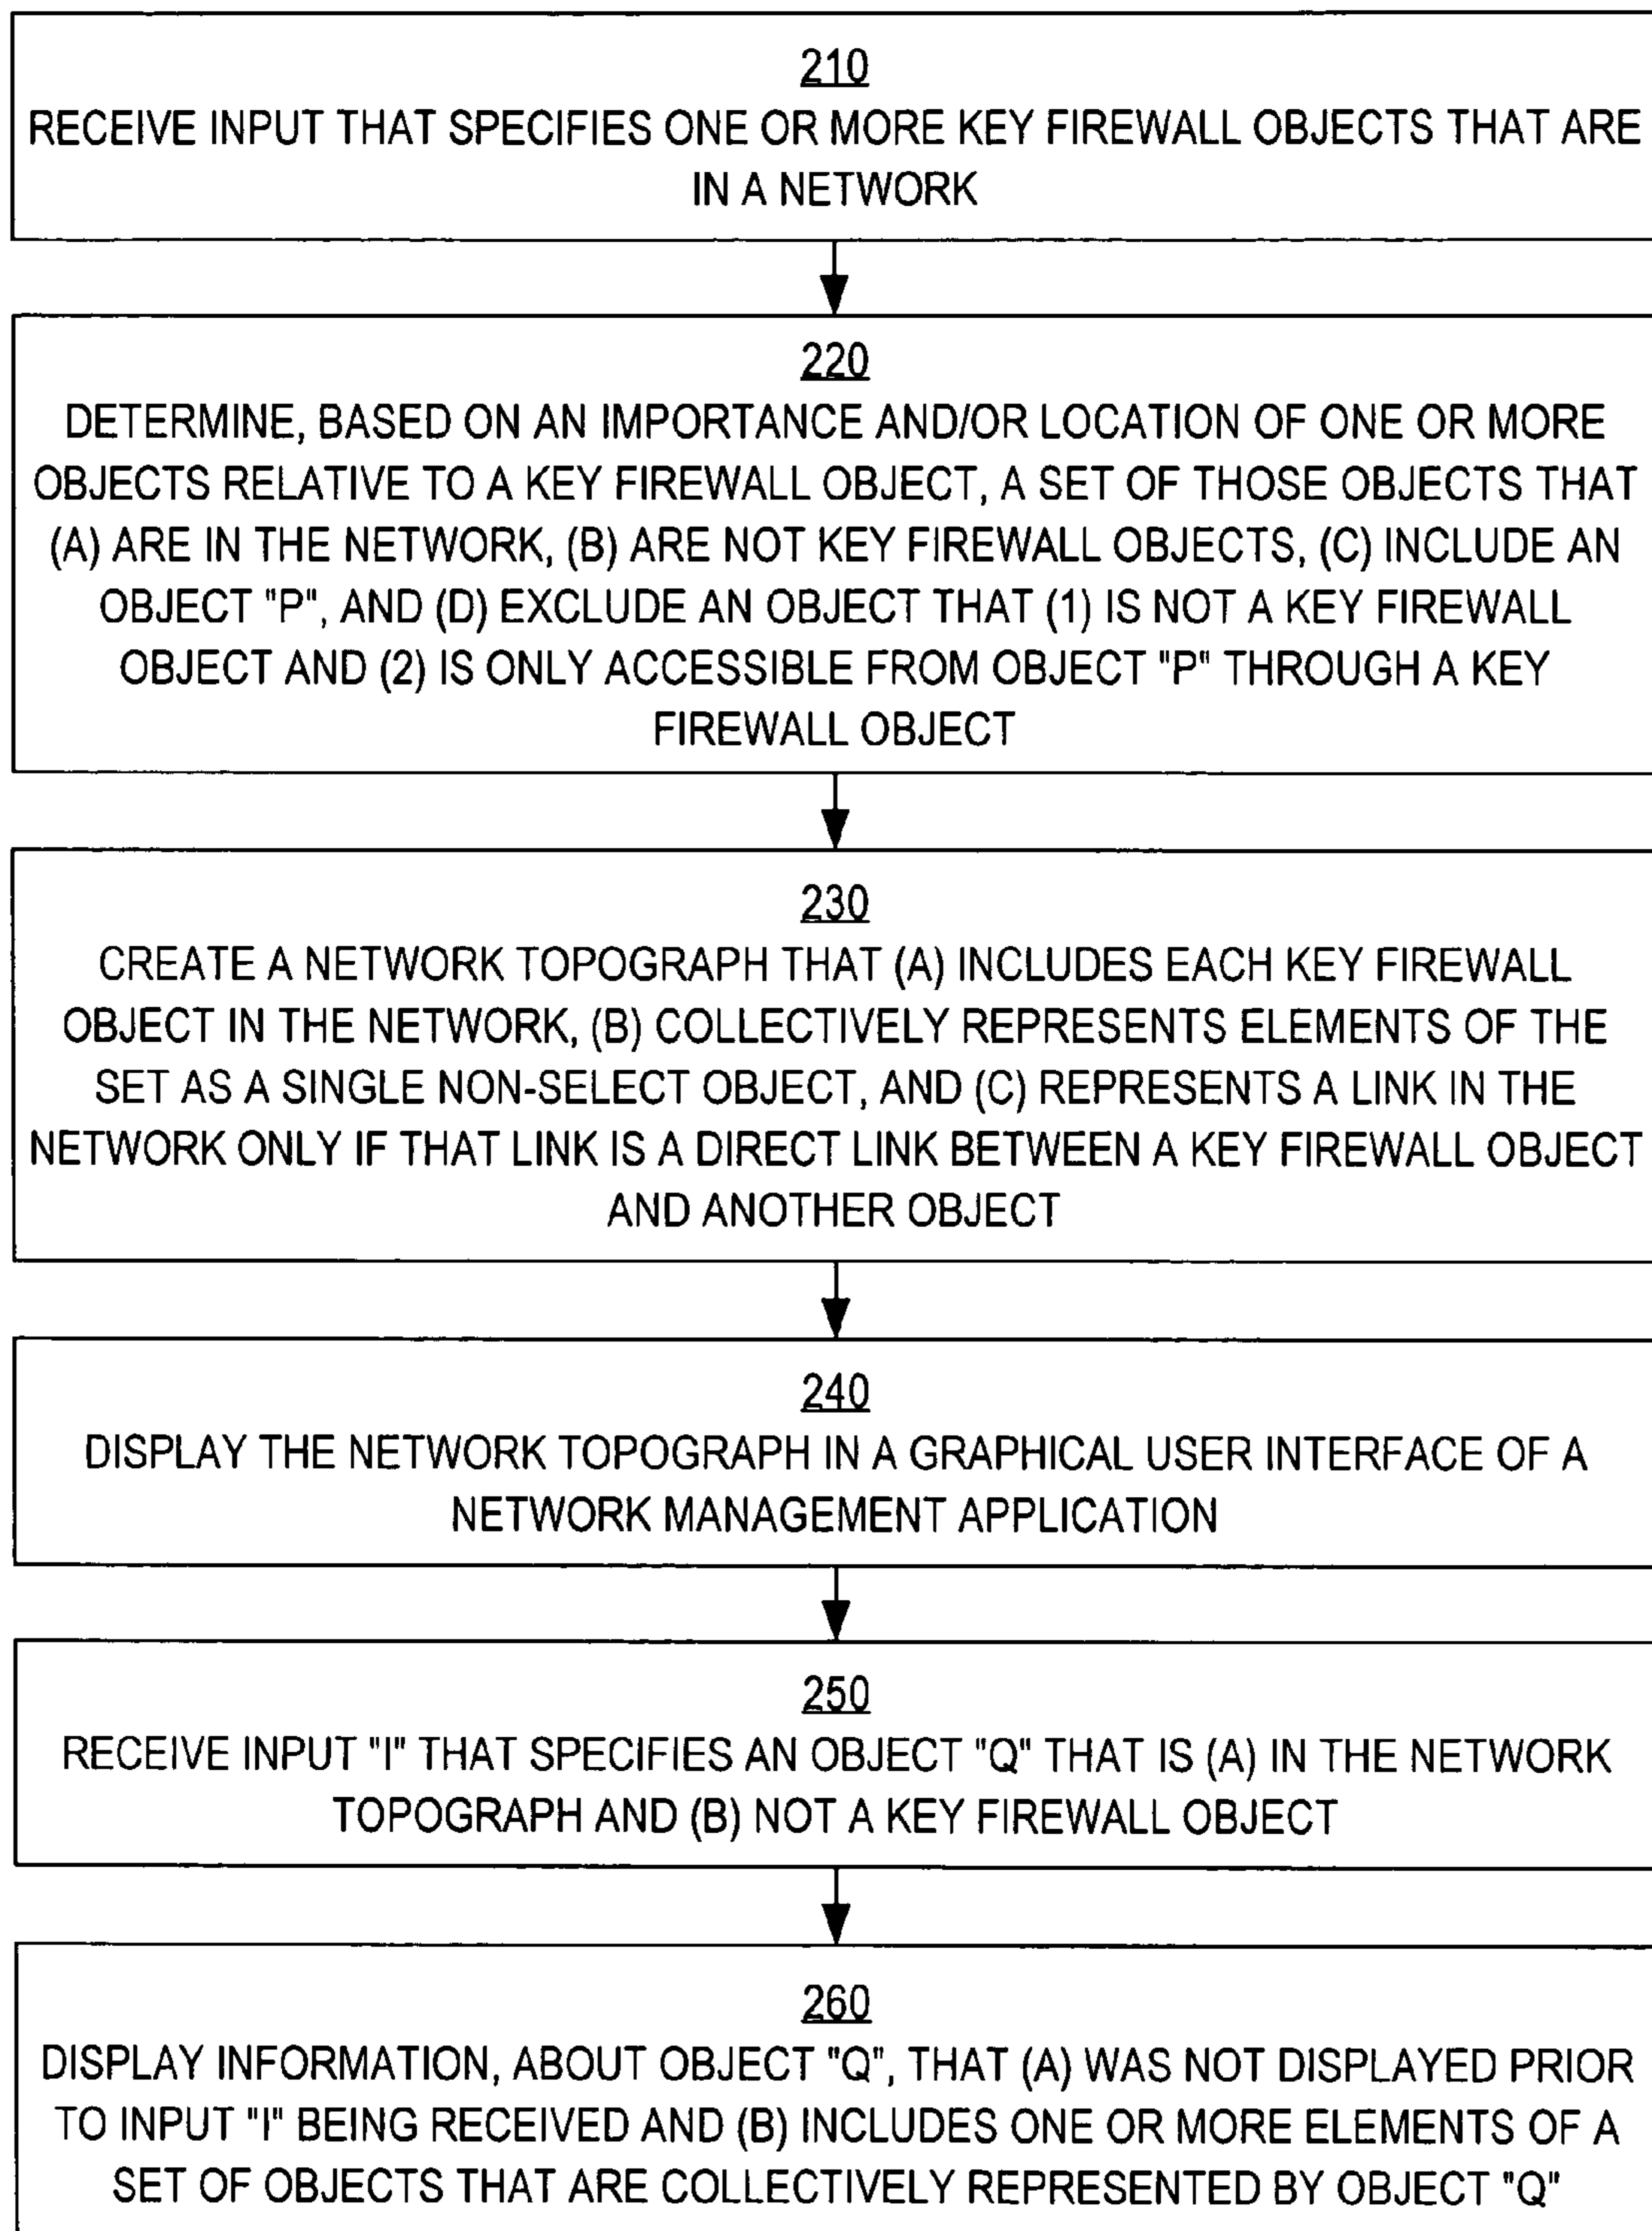 210
RECEIVE INPUT THAT SPECIFIES ONE OR MORE KEY FIREWALL OBJECTS THAT ARE
IN A NETWORK
220
DETERMINE, BASED ON AN IMPORTANCE AND/OR LOCATION OF ONE OR MORE
OBJECTS RELATIVE TO A KEY FIREWALL OBJECT, A SET OF THOSE OBJECTS THAT
(A) ARE IN THE NETWORK, (B) ARE NOT KEY FIREWALL OBJECTS, (C) INCLUDE AN
OBJECT "P", AND (D) EXCLUDE AN OBJECT THAT (1) IS NOT A KEY FIREWALL
OBJECT AND (2) IS ONLY ACCESSIBLE FROM OBJECT "P" THROUGH A KEY
FIREWALL OBJECT
230
CREATE A NETWORK TOPOGRAPH THAT (A) INCLUDES EACH KEY FIREWALL
OBJECT IN THE NETWORK, (B) COLLECTIVELY REPRESENTS ELEMENTS OF THE
SET AS A SINGLE NON-SELECT OBJECT, AND (C) REPRESENTS A LINK IN THE
NETWORK ONLY IF THAT LINK IS A DIRECT LINK BETWEEN A KEY FIREWALL OBJECT
AND ANOTHER OBJECT
240
DISPLAY THE NETWORK TOPOGRAPH IN A GRAPHICAL USER INTERFACE OF A
NETWORK MANAGEMENT APPLICATION
250
RECEIVE INPUT "I" THAT SPECIFIES AN OBJECT "Q" THAT IS (A) IN THE NETWORK
TOPOGRAPH AND (B) NOT A KEY FIREWALL OBJECT
260
DISPLAY INFORMATION, ABOUT OBJECT "Q", THAT (A) WAS NOT DISPLAYED PRIOR
TO INPUT "I" BEING RECEIVED AND (B) INCLUDES ONE OR MORE ELEMENTS OF A
SET OF OBJECTS THAT ARE COLLECTIVELY REPRESENTED BY OBJECT "Q"